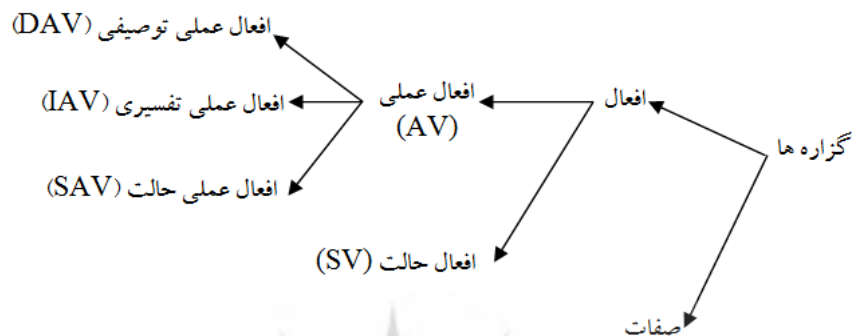 افعال عملی توصیفی (DAV)
افعال عملی تفسیری (IAV)
افعال عملی
(AV)
افعال
گزاره ها
افعال عملی حالت (SAV)
افعال حالت (SV)
صفات